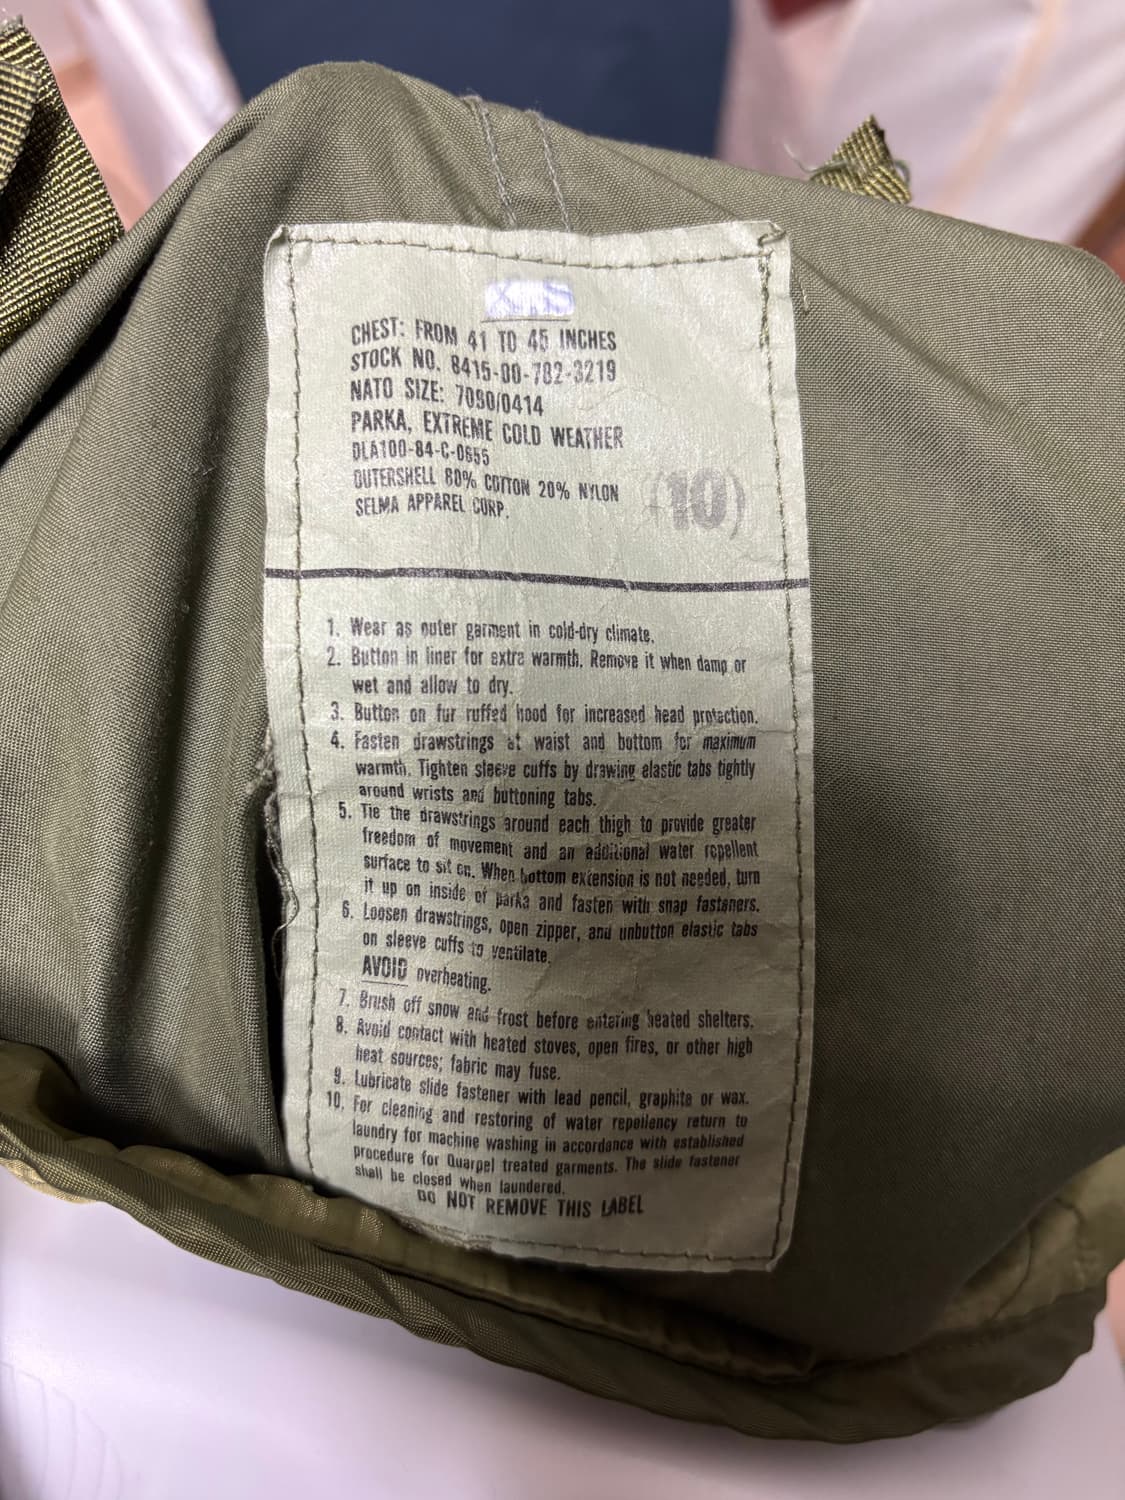 CHEST: FROM 41 TO 45 INCHES
STOCK NO. 8415-00-782-3219
NATO SIZE: 7080/0414
PARKA, EXTREME COLD WEATHER
DLA100-84-C-0655
OUTERSHELL 80% COTTON 20% NYLON
SELMA APPAREL CORP.
(10)
1. Wear as outer garment in cold-dry climate.
2. Button in liner for extra warmth. Remove it when damp or
wet and allow to dry.
3. Button on fur ruffed hood for increased head protection.
4. Fasten drawstrings at waist and bottom for maximum
warmth. Tighten sleeve cuffs by drawing elastic tabs tightly
around wrists and buttoning tabs.
5. Tie the drawstrings around each thigh to provide greater
freedom of movement and an additional water repellent
surface to sit on. When bottom extension is not needed, turn
it up on inside of parka and fasten with snap fasteners.
6. Loosen drawstrings, open zipper, and unbutton elastic tabs
on sleeve cuffs to ventilate.
AVOID overheating.
7. Brush off snow and frost before entering heated shelters.
8. Avoid contact with heated stoves, open fires, or other high
heat sources; fabric may fuse.
9. Lubricate slide fastener with lead pencil, graphite or wax.
10. For cleaning and restoring of water repellency return to
laundry for machine washing in accordance with established
procedure for Quarpel treated garments. The slide fastener
shall be closed when laundered.
DO NOT REMOVE THIS LABEL